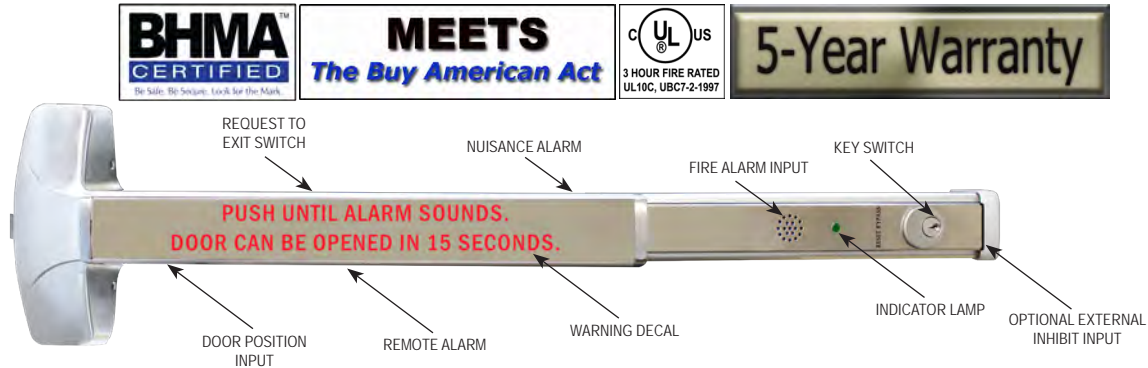 BHMA™
CERTIFIED
Be Safe. Be Secure. Look for the Mark.
MEETS
The Buy American Act
C UL® US
3 HOUR FIRE RATED
UL10C, UBC7-2-1997
5-Year Warranty
REQUEST TO
EXIT SWITCH
NUISANCE ALARM
FIRE ALARM INPUT
KEY SWITCH
PUSH UNTIL ALARM SOUNDS.
DOOR CAN BE OPENED IN 15 SECONDS.
RESET BYPASS
DOOR POSITION
INPUT
REMOTE ALARM
WARNING DECAL
INDICATOR LAMP
OPTIONAL EXTERNAL
INHIBIT INPUT